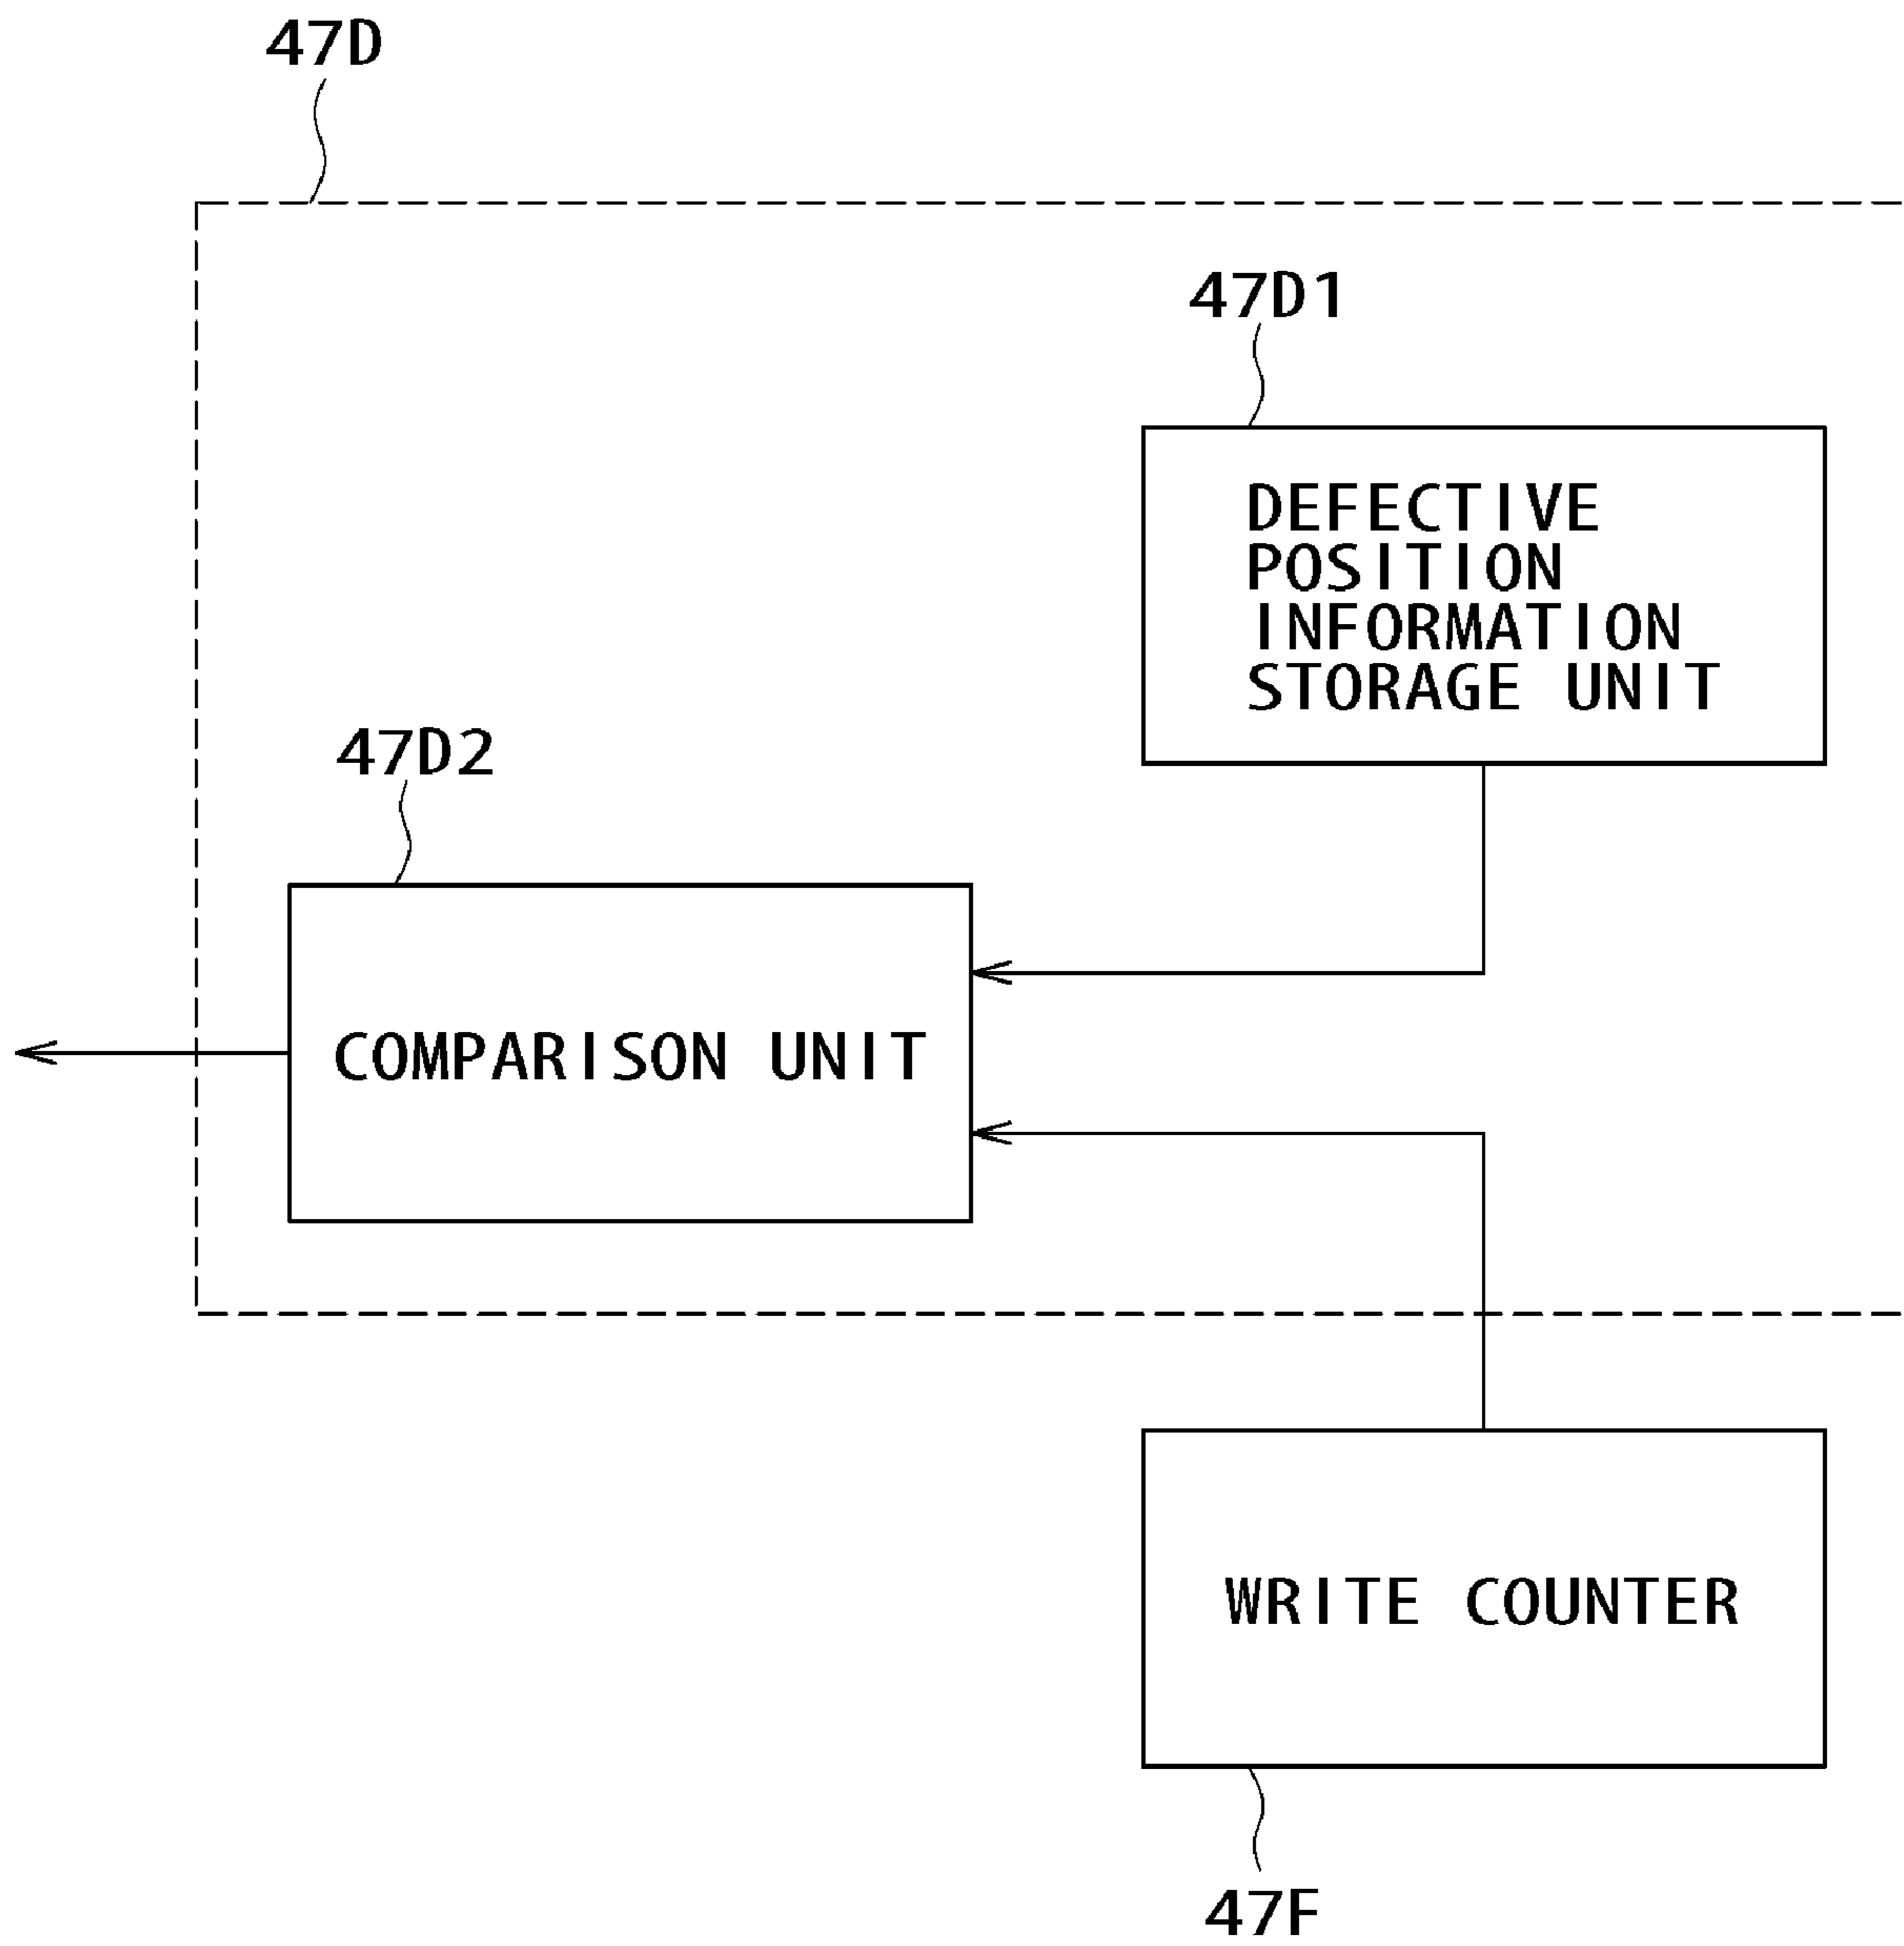 47D
47D1
DEFECTIVE
POSITION
INFORMATION
STORAGE UNIT
47D2
COMPARISON UNIT
WRITE COUNTER
47F